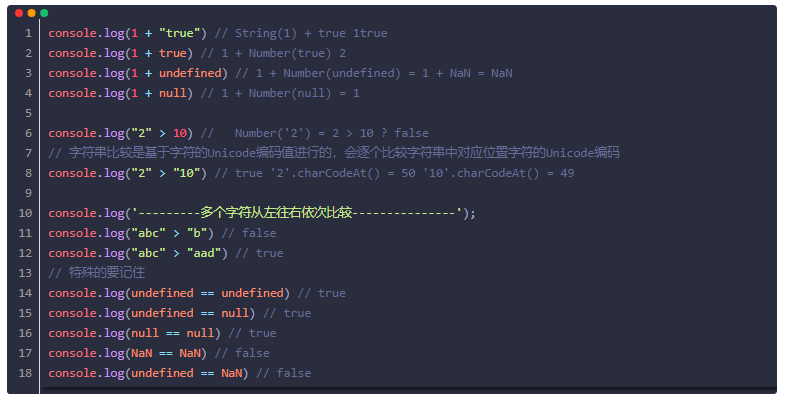 1 console.log(1 + "true") // String(1) + true 1true
2 console.log(1 + true) // 1 + Number(true) 2
3 console.log(1 + undefined) // 1 + Number(undefined) = 1 + NaN = NaN
4 console.log(1 + null) // 1 + Number(null) = 1
5
6 console.log("2" > 10) //   Number('2') = 2 > 10 ? false
7 // 字符串比较是基于字符的Unicode编码值进行的，会逐个比较字符串中对应位置字符的Unicode编码
8 console.log("2" > "10") // true '2'.charCodeAt() = 50 '10'.charCodeAt() = 49
9
10 console.log('---------多个字符从左往右依次比较---------------');
11 console.log("abc" > "b") // false
12 console.log("abc" > "aad") // true
13 // 特殊的要记住
14 console.log(undefined == undefined) // true
15 console.log(undefined == null) // true
16 console.log(null == null) // true
17 console.log(NaN == NaN) // false
18 console.log(undefined == NaN) // false